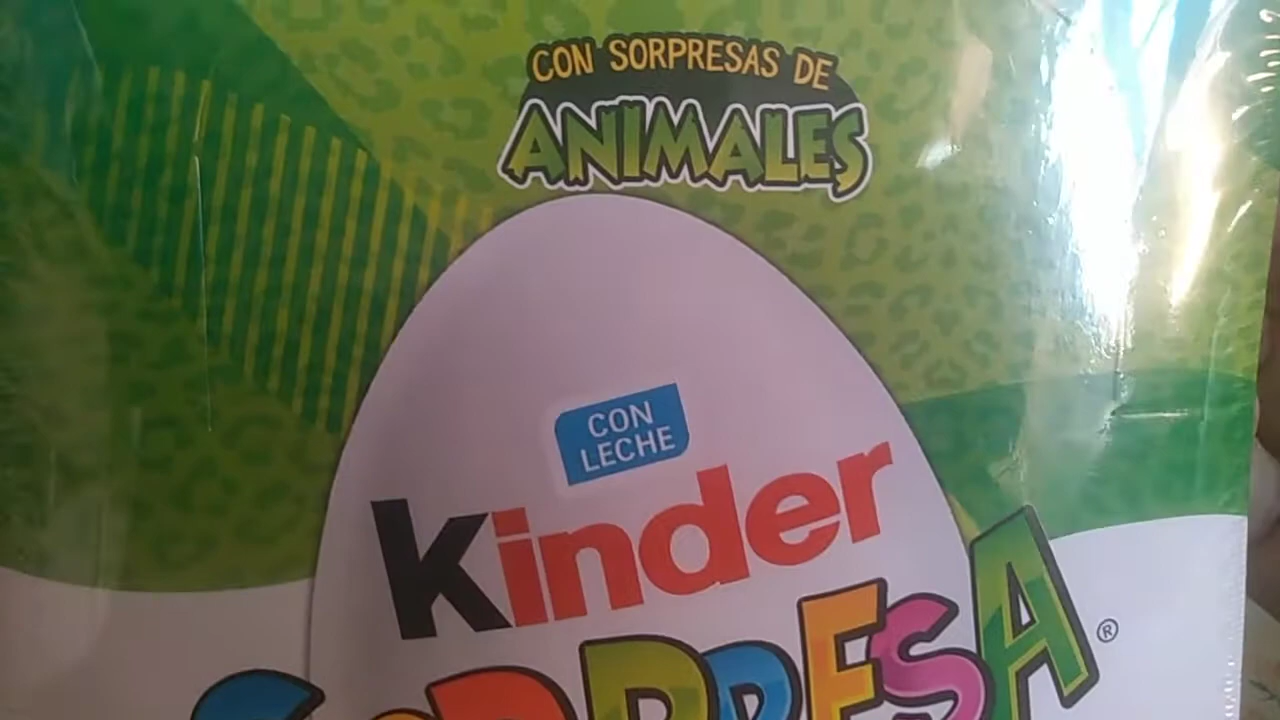 CON SORPRESAS DE
ANIMALES
CON
LECHE
kinder
SORPRESA®